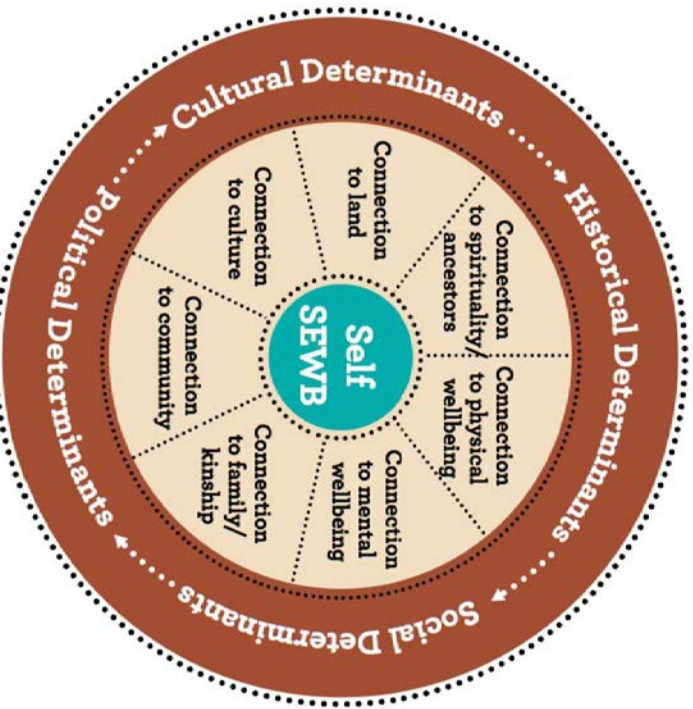 Self
SEWB
Connection
to spirituality/
ancestors
Connection
to physical
wellbeing
Connection
to mental
wellbeing
Connection
to family/
kinship
Connection
to community
Connection
to culture
Connection
to land
Historical Determinants
Social Determinants
Political Determinants
Cultural Determinants